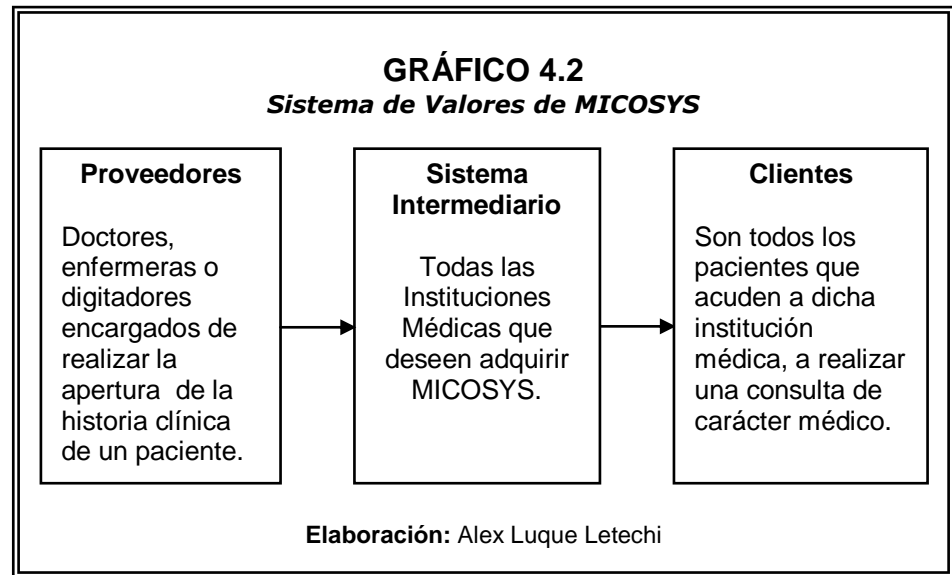 GRÁFICO 4.2
Sistema de Valores de MICOSYS
Proveedores
Doctores,
enfermeras o
digitadores
encargados de
realizar la
apertura de la
historia clínica
de un paciente.
Sistema
Intermediario
Todas las
Instituciones
Médicas que
deseen adquirir
MICOSYS.
Clientes
Son todos los
pacientes que
acuden a dicha
institución
médica, a realizar
una consulta de
carácter médico.
Elaboración: Alex Luque Letechi